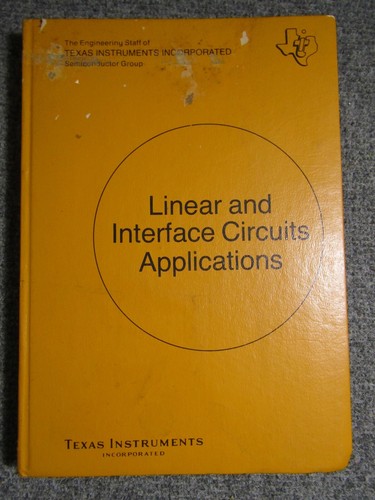 The Engineering Staff of
TEXAS INSTRUMENTS INCORPORATED
Semiconductor Group
Linear and
Interface Circuits
Applications
TEXAS INSTRUMENTS
INCORPORATED